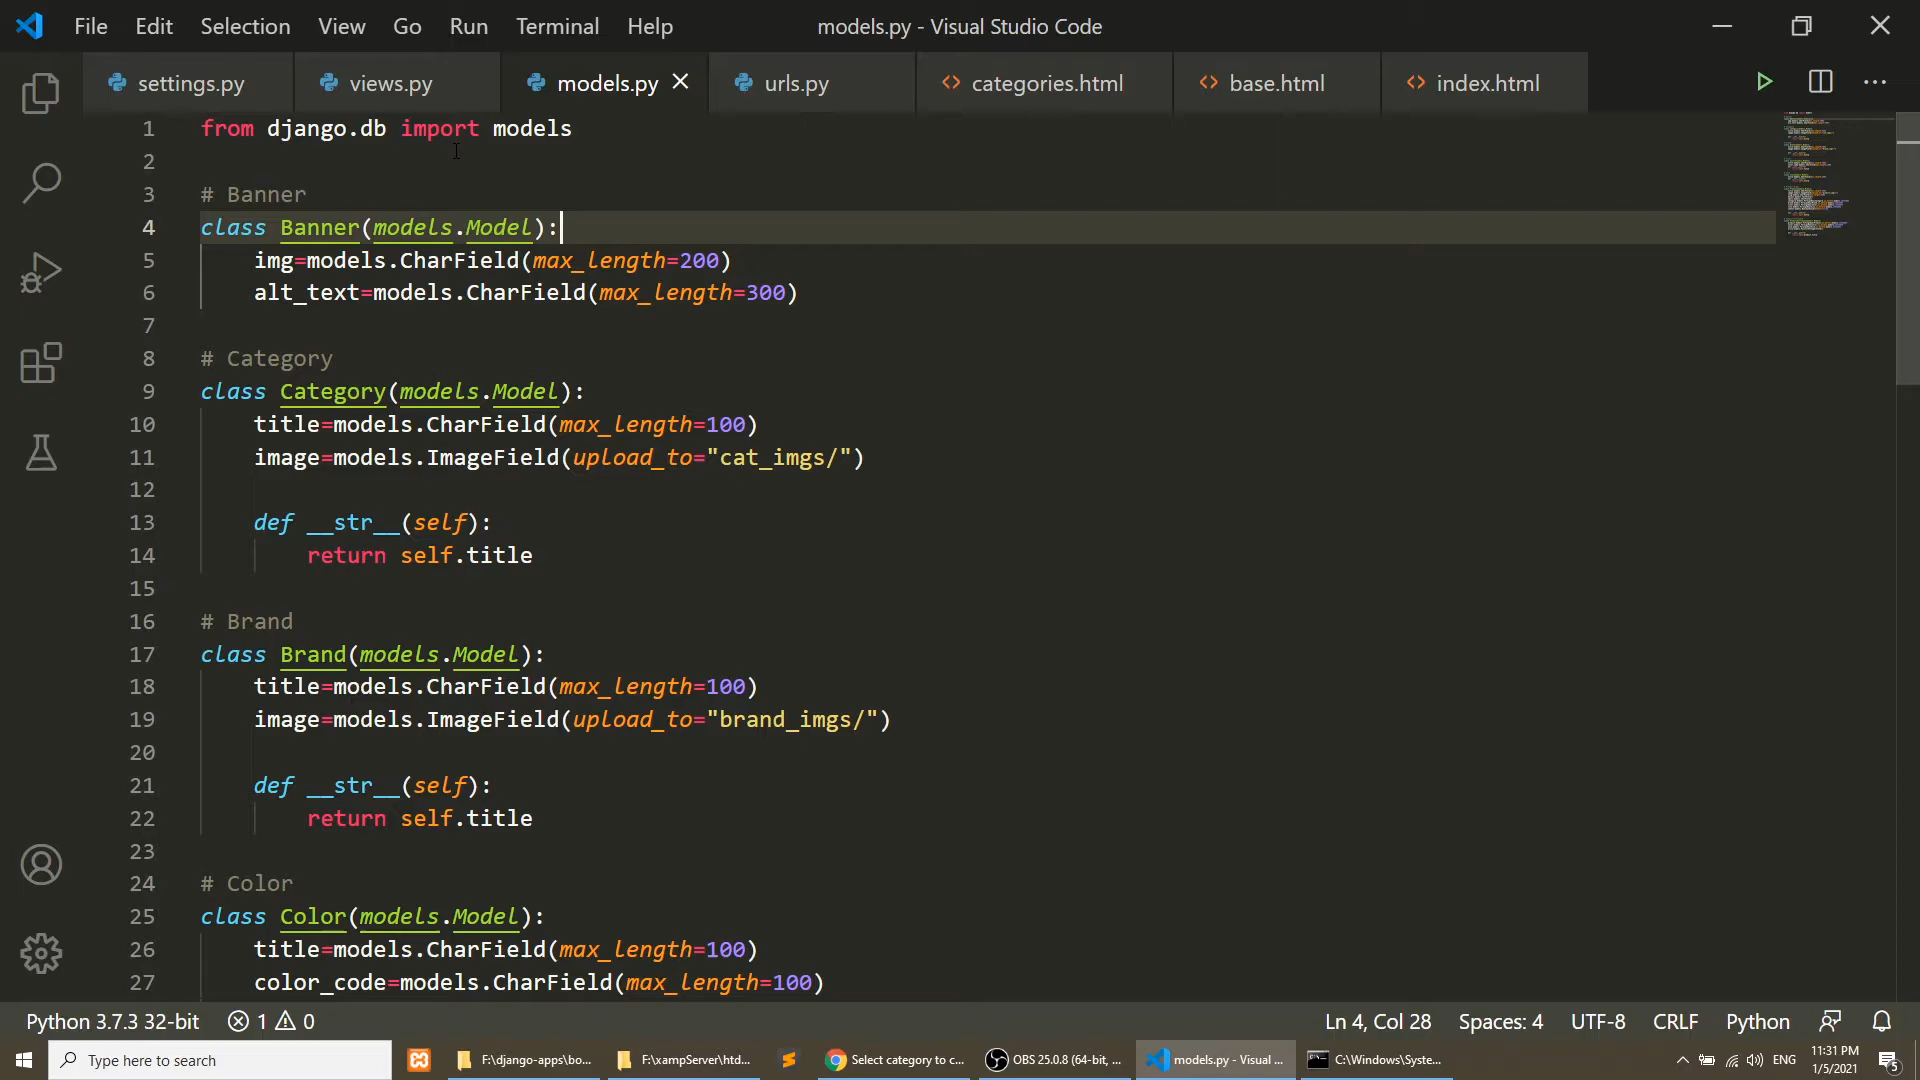 File Edit Selection View Go Run Terminal Help models.py - Visual Studio Code
settings.py views.py models.py urls.py categories.html base.html index.html
1 from django.db import models
2
3 # Banner
4 class Banner(models.Model):
5 img=models.CharField(max_length=200)
6 alt_text=models.CharField(max_length=300)
7
8 # Category
9 class Category(models.Model):
10 title=models.CharField(max_length=100)
11 image=models.ImageField(upload_to="cat_imgs/")
12
13 def __str__(self):
14 return self.title
15
16 # Brand
17 class Brand(models.Model):
18 title=models.CharField(max_length=100)
19 image=models.ImageField(upload_to="brand_imgs/")
20
21 def __str__(self):
22 return self.title
23
24 # Color
25 class Color(models.Model):
26 title=models.CharField(max_length=100)
27 color_code=models.CharField(max_length=100)
Python 3.7.3 32-bit 1 0 Ln 4, Col 28 Spaces: 4 UTF-8 CRLF Python
Type here to search F:\django-apps\bo... F:\xampServer\htd... Select category to c... OBS 25.0.8 (64-bit, ... models.py - Visual ... C:\Windows\Syste... ENG 11:31 PM 5
1/5/2021